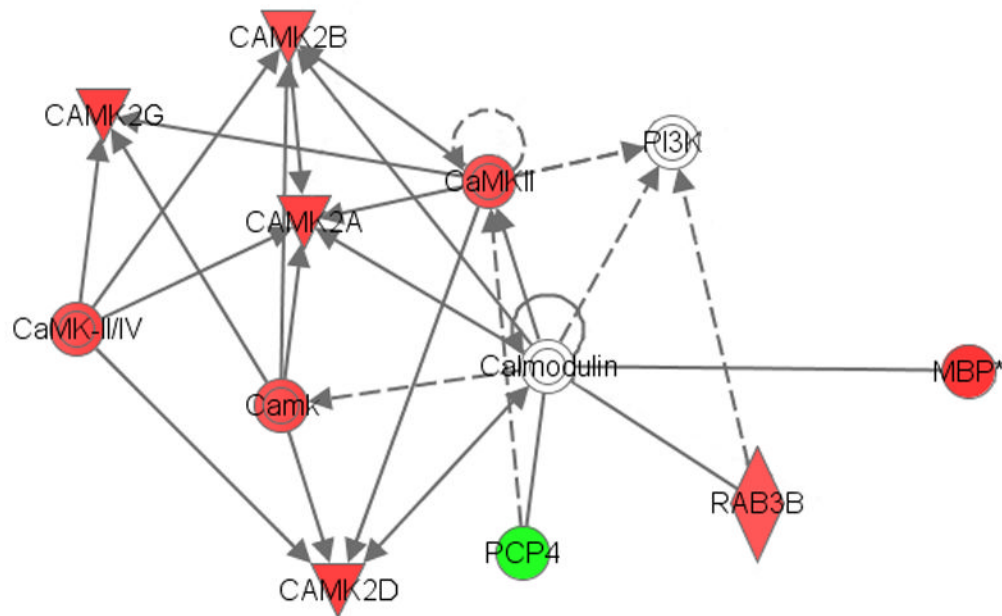 CAMK2B
CAMK2G
PI3K
CaMKII
CAMK2A
CaMK-II/IV
Calmodulin
MBP*
Camk
RAB3B
PCP4
CAMK2D